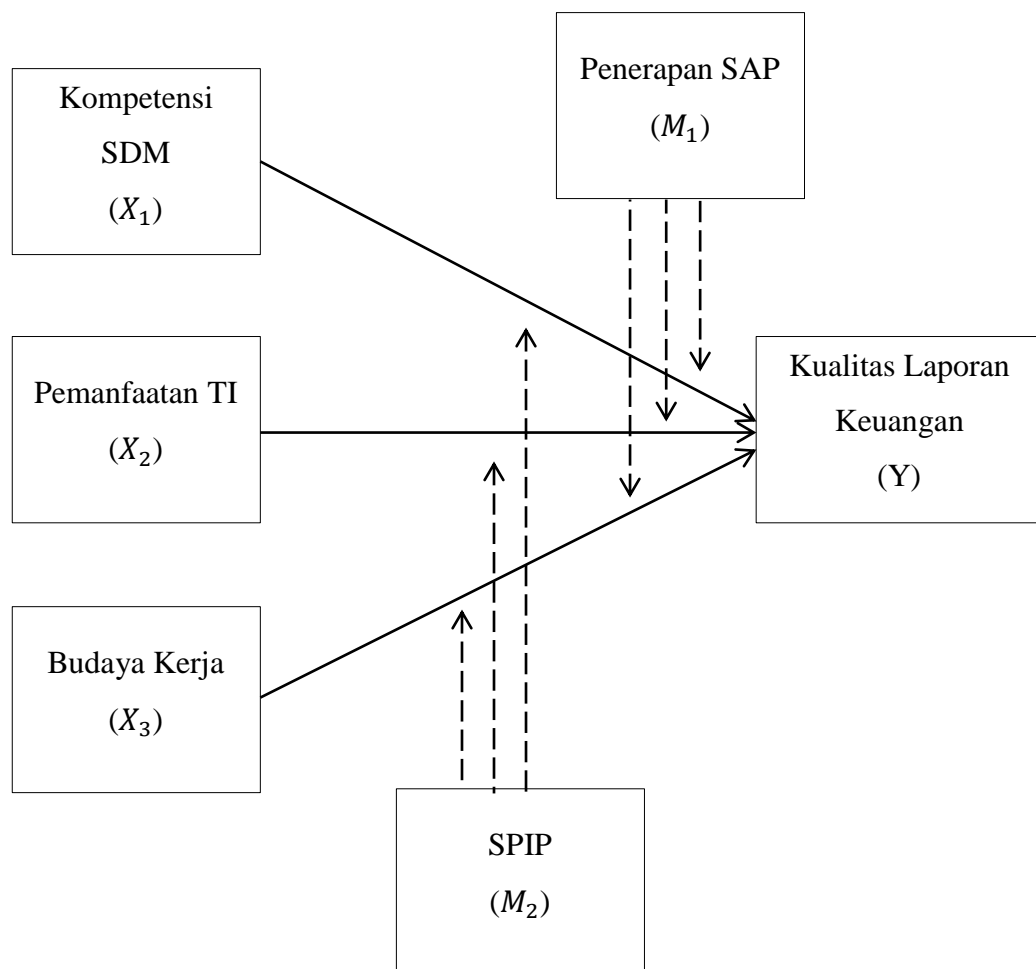 Penerapan SAP
(M₁)
Kompetensi
SDM
(X₁)
Pemanfaatan TI
(X₂)
Kualitas Laporan
Keuangan
(Y)
Budaya Kerja
(X₃)
SPIP
(M₂)